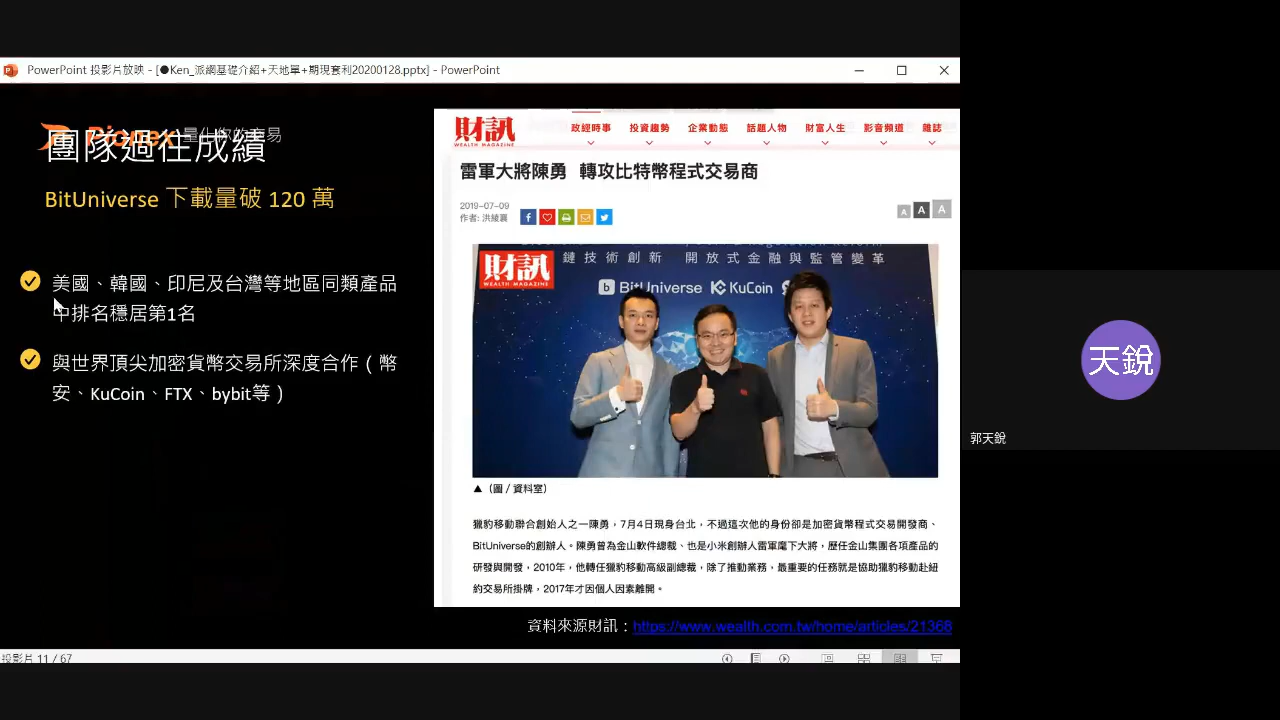 PowerPoint 投影片放映 - [●Ken_派網基礎介紹+天地單+期現套利20200128.pptx] - PowerPoint
Pionex 量化你的交易
團隊過往成績
BitUniverse 下載量破 120 萬
美國、韓國、印尼及台灣等地區同類產品
中排名穩居第1名
與世界頂尖加密貨幣交易所深度合作（幣
安、KuCoin、FTX、bybit等）
財訊
WEALTH MAGAZINE
政經時事 投資趨勢 企業動態 話題人物 財富人生 影音頻道 雜誌
雷軍大將陳勇 轉攻比特幣程式交易商
2019-07-09
作者: 洪綾襄
A A A
財訊
WEALTH MAGAZINE
鏈技術創新 開放式金融與監管變革
b BitUniverse KuCoin
▲（圖／資料室）
獵豹移動聯合創始人之一陳勇，7月4日現身台北，不過這次他的身份卻是加密貨幣程式交易開發商、
BitUniverse的創辦人。陳勇曾為金山軟件總裁、也是小米創辦人雷軍麾下大將，歷任金山集團各項產品的
研發與開發，2010年，他轉任獵豹移動高級副總裁，除了推動業務，最重要的任務就是協助獵豹移動赴紐
約交易所掛牌，2017年才因個人因素離開。
資料來源財訊：https://www.wealth.com.tw/home/articles/21368
投影片 11 / 67
天銳
郭天銳